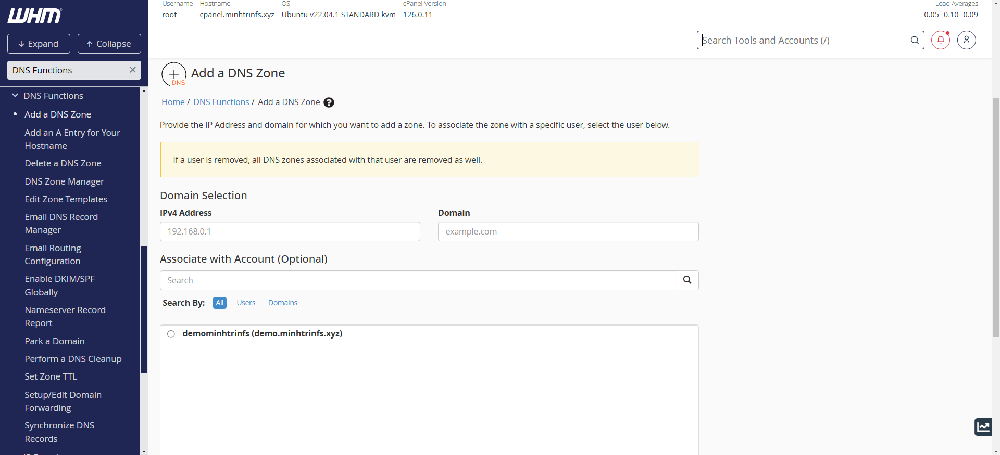 WHM
Expand
Collapse
DNS Functions
DNS Functions
Add a DNS Zone
Add an A Entry for Your
Hostname
Delete a DNS Zone
DNS Zone Manager
Edit Zone Templates
Email DNS Record
Manager
Email Routing
Configuration
Enable DKIM/SPF
Globally
Nameserver Record
Report
Park a Domain
Perform a DNS Cleanup
Set Zone TTL
Setup/Edit Domain
Forwarding
Synchronize DNS
Records
Username Hostname OS cPanel Version Load Averages
root cpanel.minhtrinfs.xyz Ubuntu v22.04.1 STANDARD kvm 126.0.11 0.05 0.10 0.09
Search Tools and Accounts (/)
DNS
Add a DNS Zone
Home / DNS Functions / Add a DNS Zone ?
Provide the IP Address and domain for which you want to add a zone. To associate the zone with a specific user, select the user below.
If a user is removed, all DNS zones associated with that user are removed as well.
Domain Selection
IPv4 Address Domain
192.168.0.1 example.com
Associate with Account (Optional)
Search
Search By: All Users Domains
demominhtrinfs (demo.minhtrinfs.xyz)